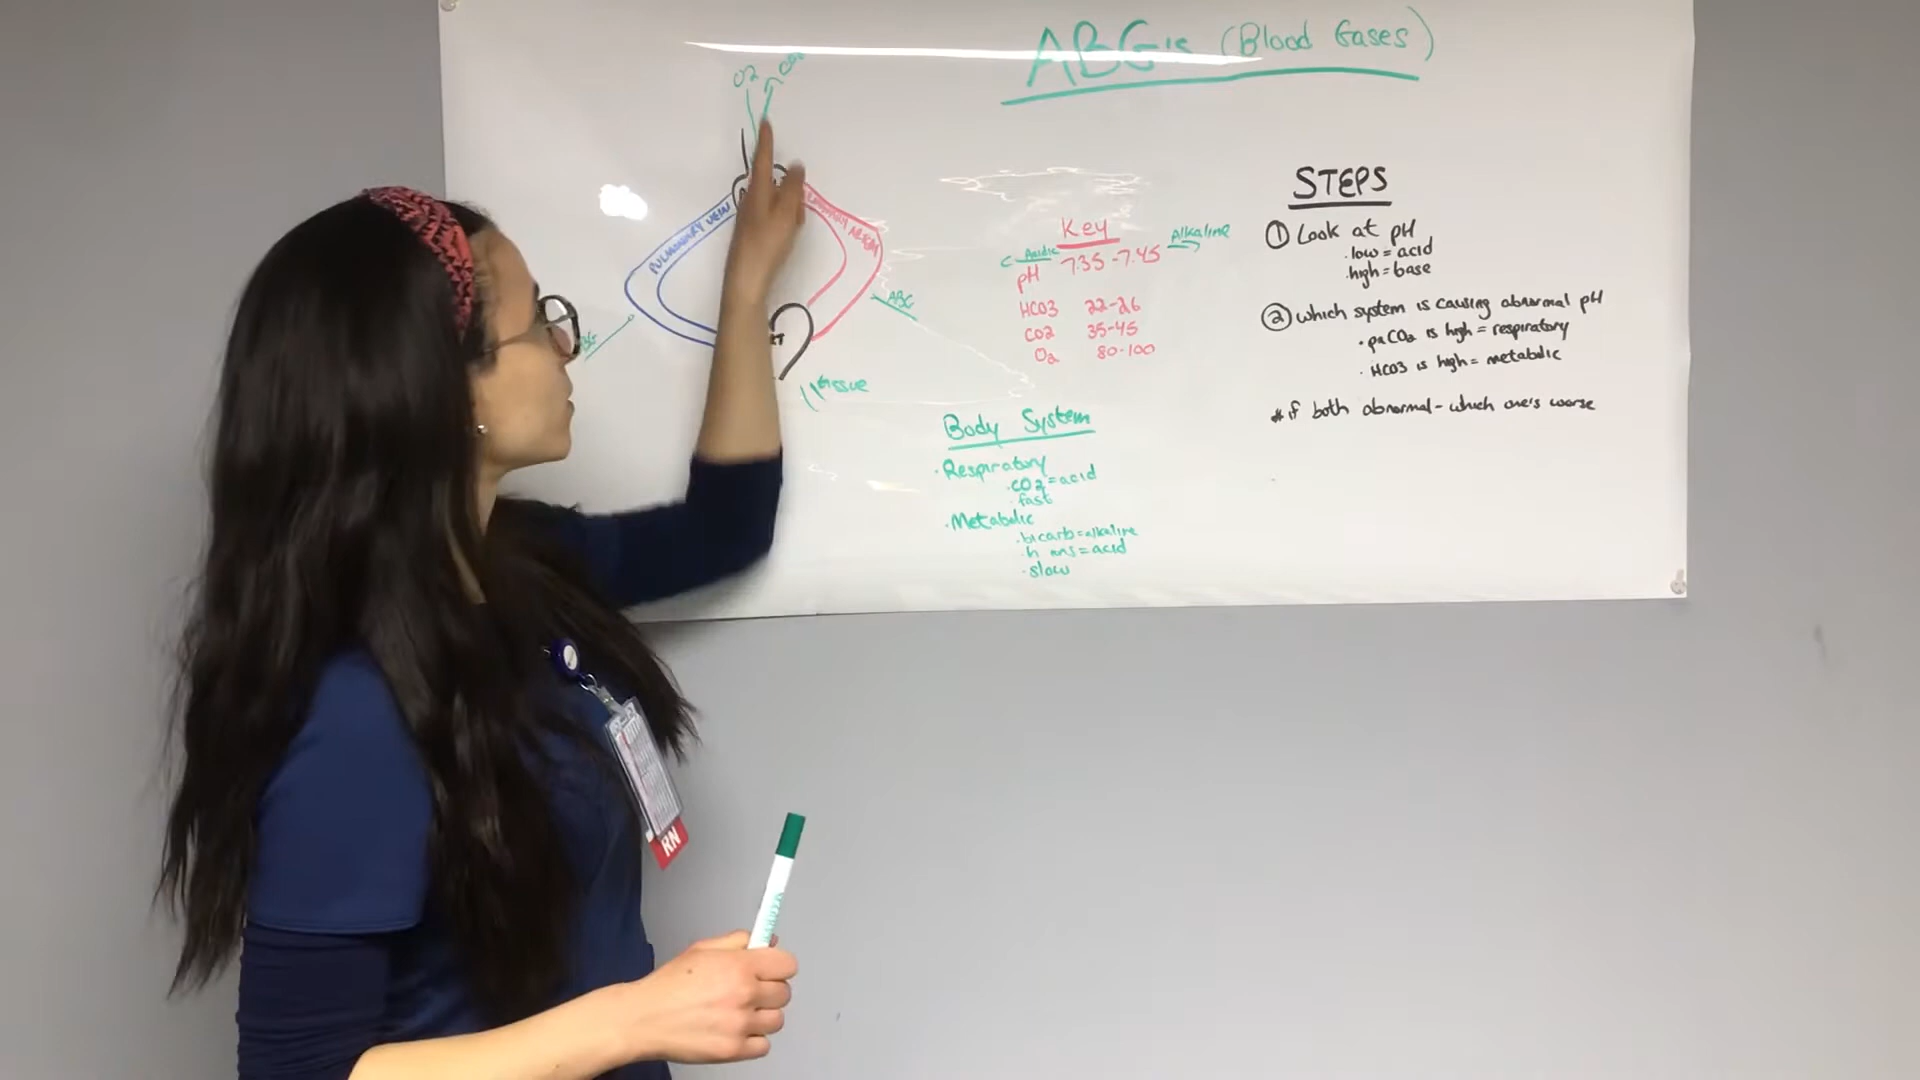 ABG's (Blood Gases)
O2 CO2
PULMONARY VEIN
ABG
tissue
Key
Acidic Alkaline
pH 7.35-7.45
HCO3 22-26
CO2 35-45
O2 80-100
Body System
· Respiratory
· CO2 = acid
· fast
· Metabolic
· bicarb = alkaline
· h ions = acid
· slow
STEPS
① Look at pH
· low = acid
· high = base
② which system is causing abnormal pH
· paCO2 is high = respiratory
· HCO3 is high = metabolic
* if both abnormal - which one's worse
RN